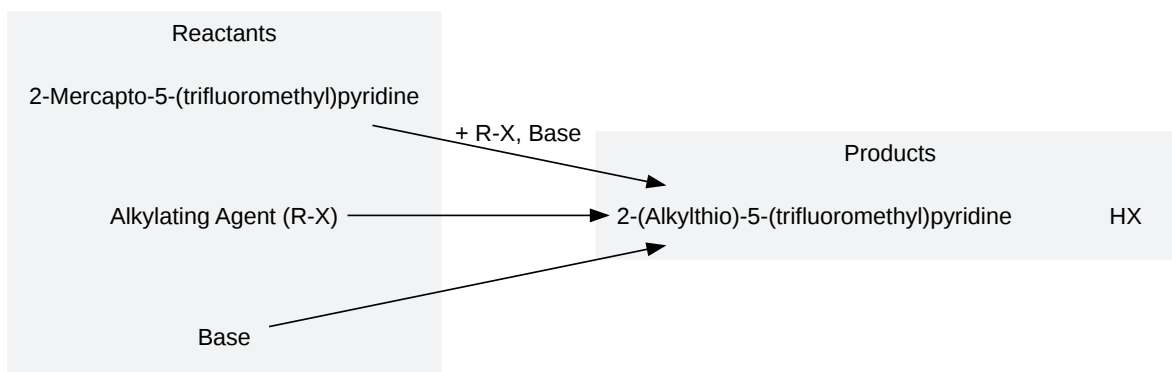 Reactants
2-Mercapto-5-(trifluoromethyl)pyridine
+ R-X, Base
Products
Alkylating Agent (R-X)
2-(Alkylthio)-5-(trifluoromethyl)pyridine
HX
Base